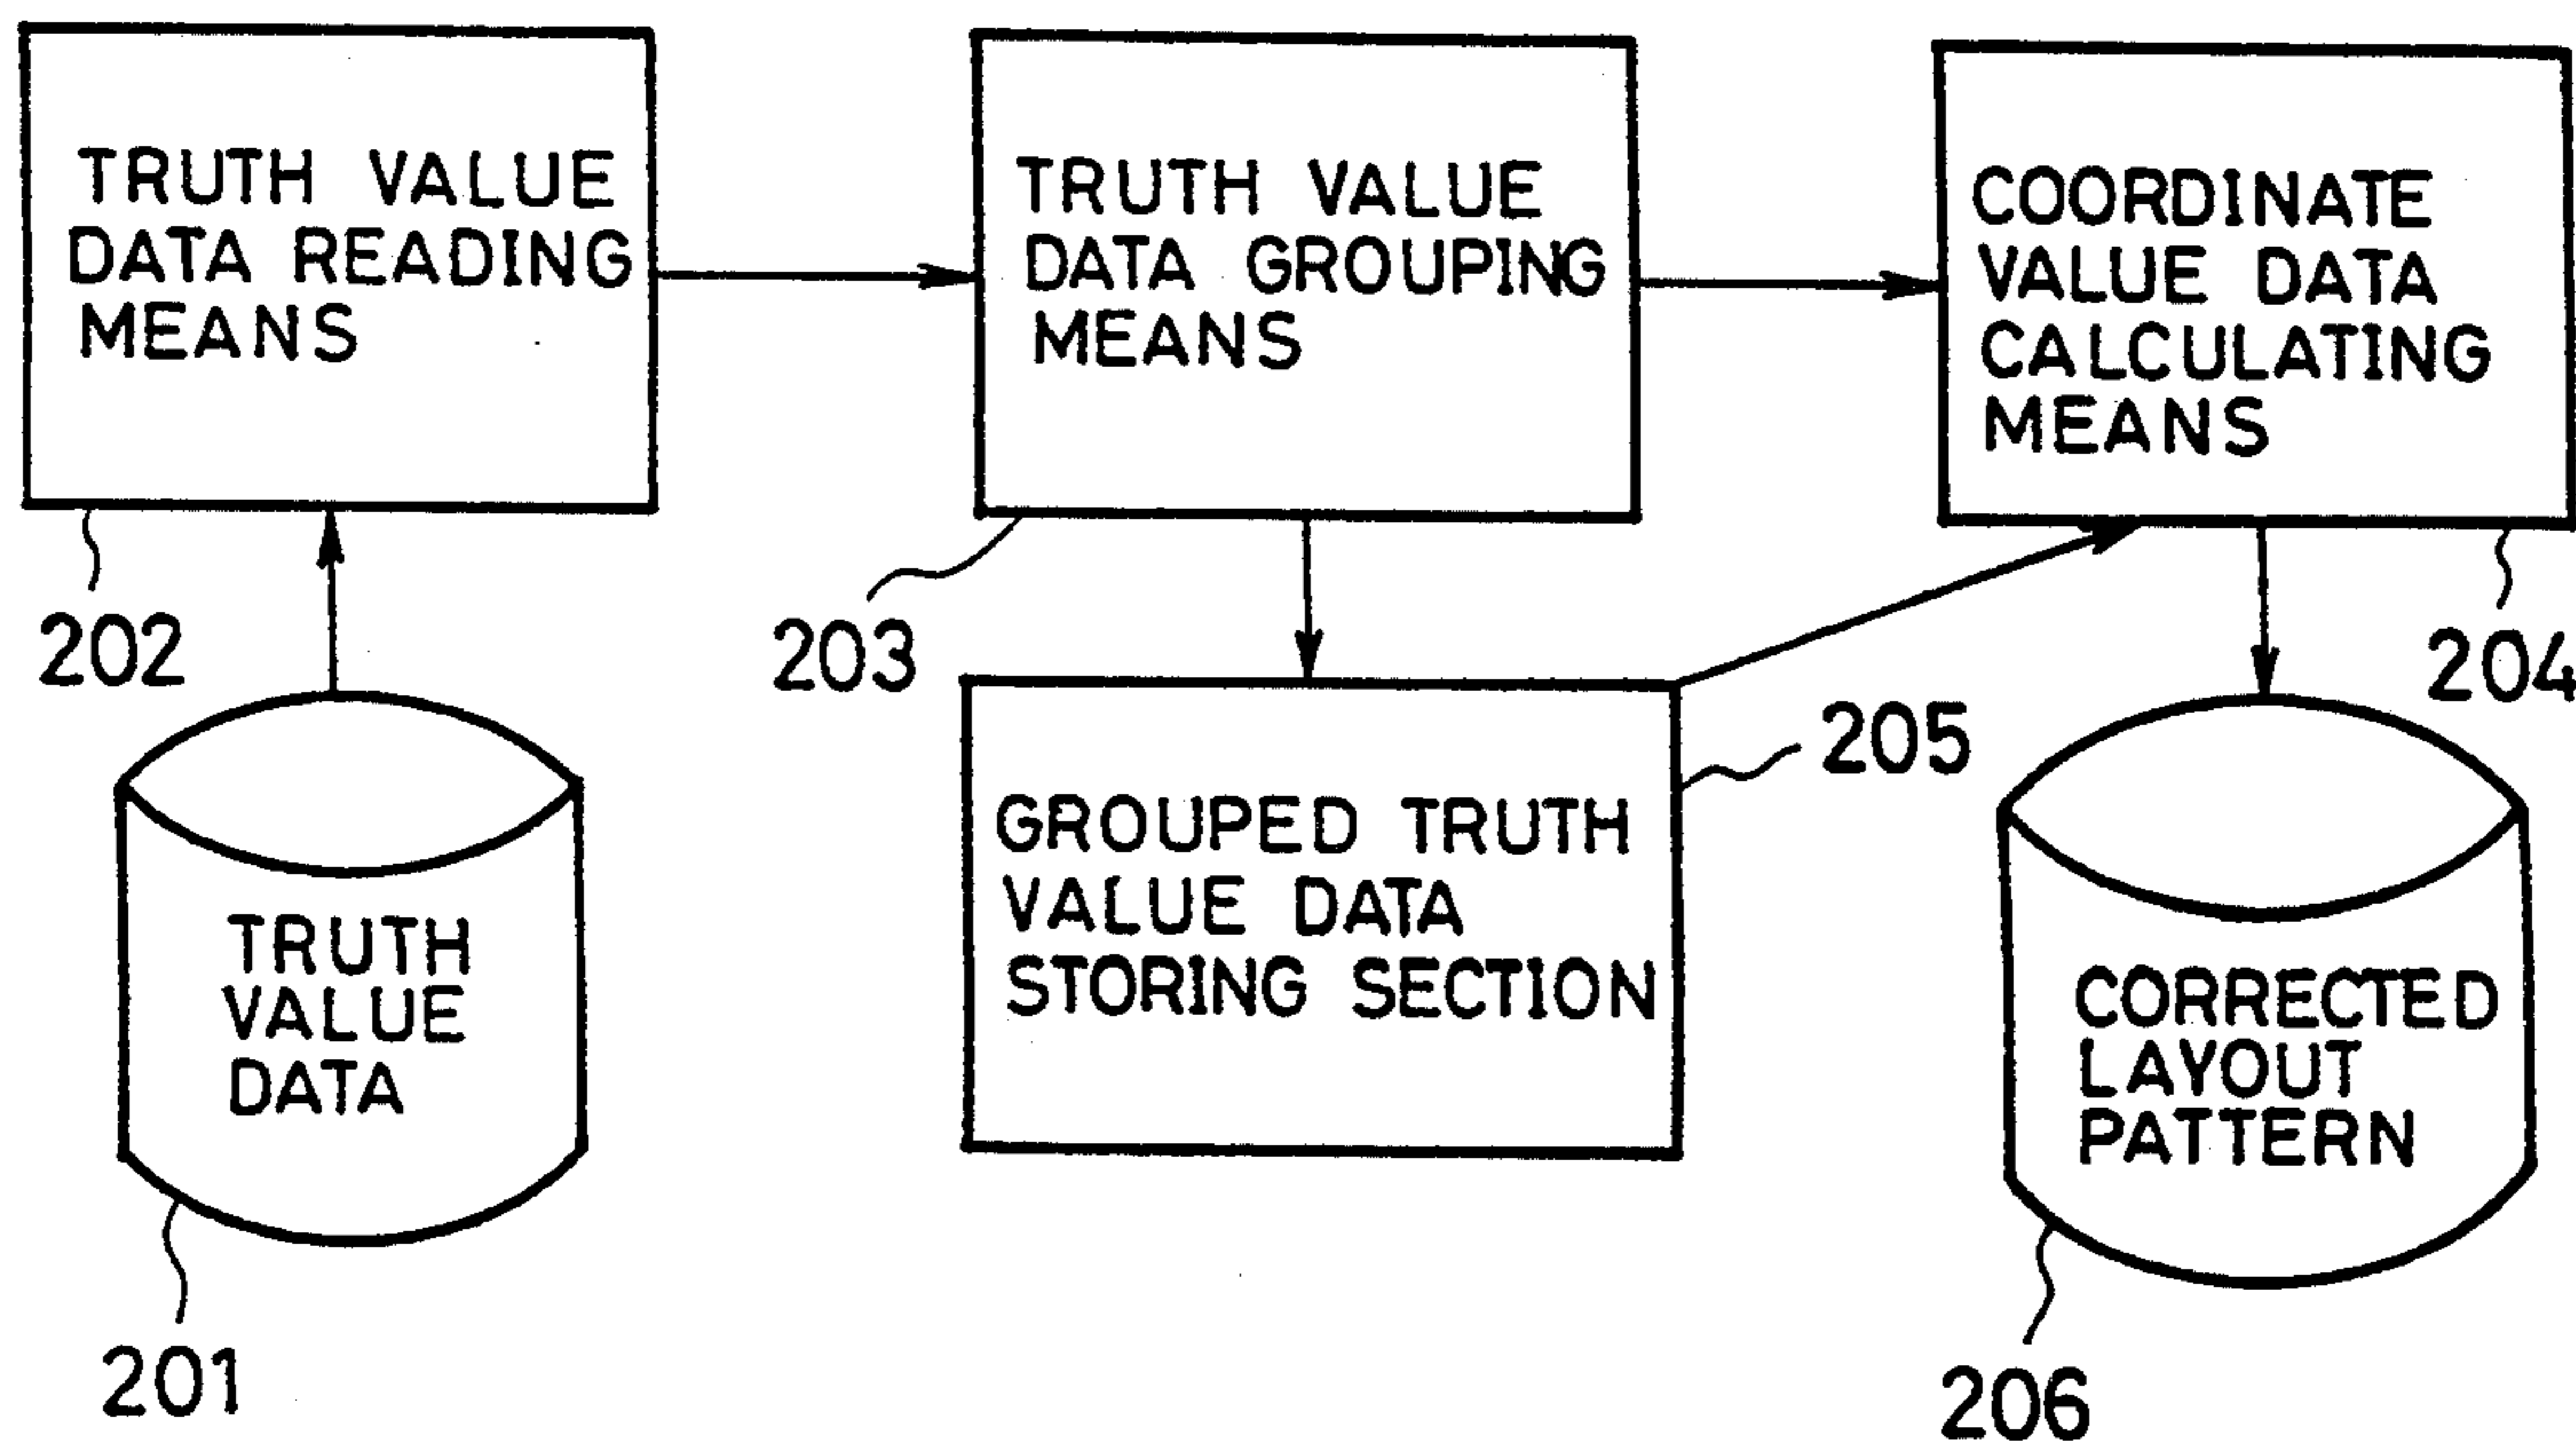 TRUTH VALUE
DATA READING
MEANS
TRUTH VALUE
DATA GROUPING
MEANS
COORDINATE
VALUE DATA
CALCULATING
MEANS
202
203
204
205
GROUPED TRUTH
VALUE DATA
STORING SECTION
TRUTH
VALUE
DATA
CORRECTED
LAYOUT
PATTERN
201
206